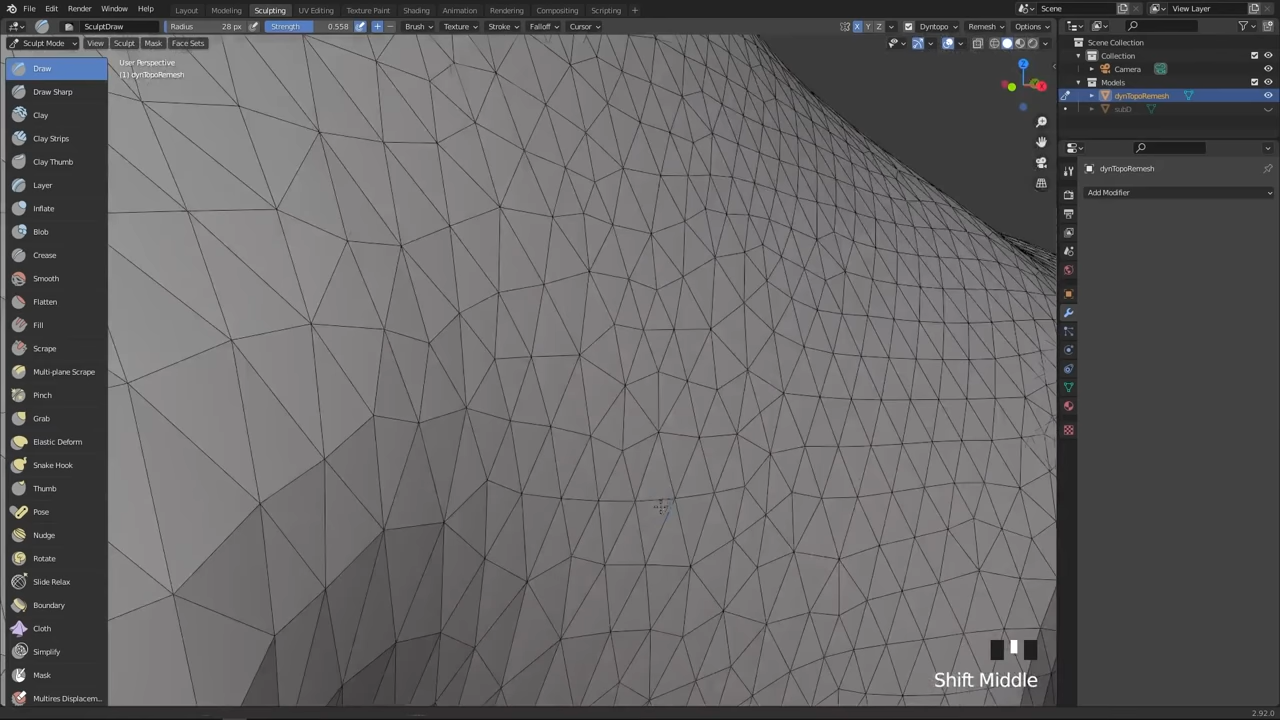 File Edit Render Window Help Layout Modeling Sculpting UV Editing Texture Paint Shading Animation Rendering Compositing Scripting Scene View Layer
SculptDraw Radius 28 px Strength 0.558 Brush Texture Stroke Falloff Cursor X Y Z Dyntopo Remesh Options
Sculpt Mode View Sculpt Mask Face Sets
Scene Collection
Collection
Camera
Models
dynTopoRemesh
subD
User Perspective
(1) dynTopoRemesh
Z
X
dynTopoRemesh
Add Modifier
Draw
Draw Sharp
Clay
Clay Strips
Clay Thumb
Layer
Inflate
Blob
Crease
Smooth
Flatten
Fill
Scrape
Multi-plane Scrape
Pinch
Grab
Elastic Deform
Snake Hook
Thumb
Pose
Nudge
Rotate
Slide Relax
Boundary
Cloth
Simplify
Mask
Multires Displacem...
Shift Middle
2.92.0